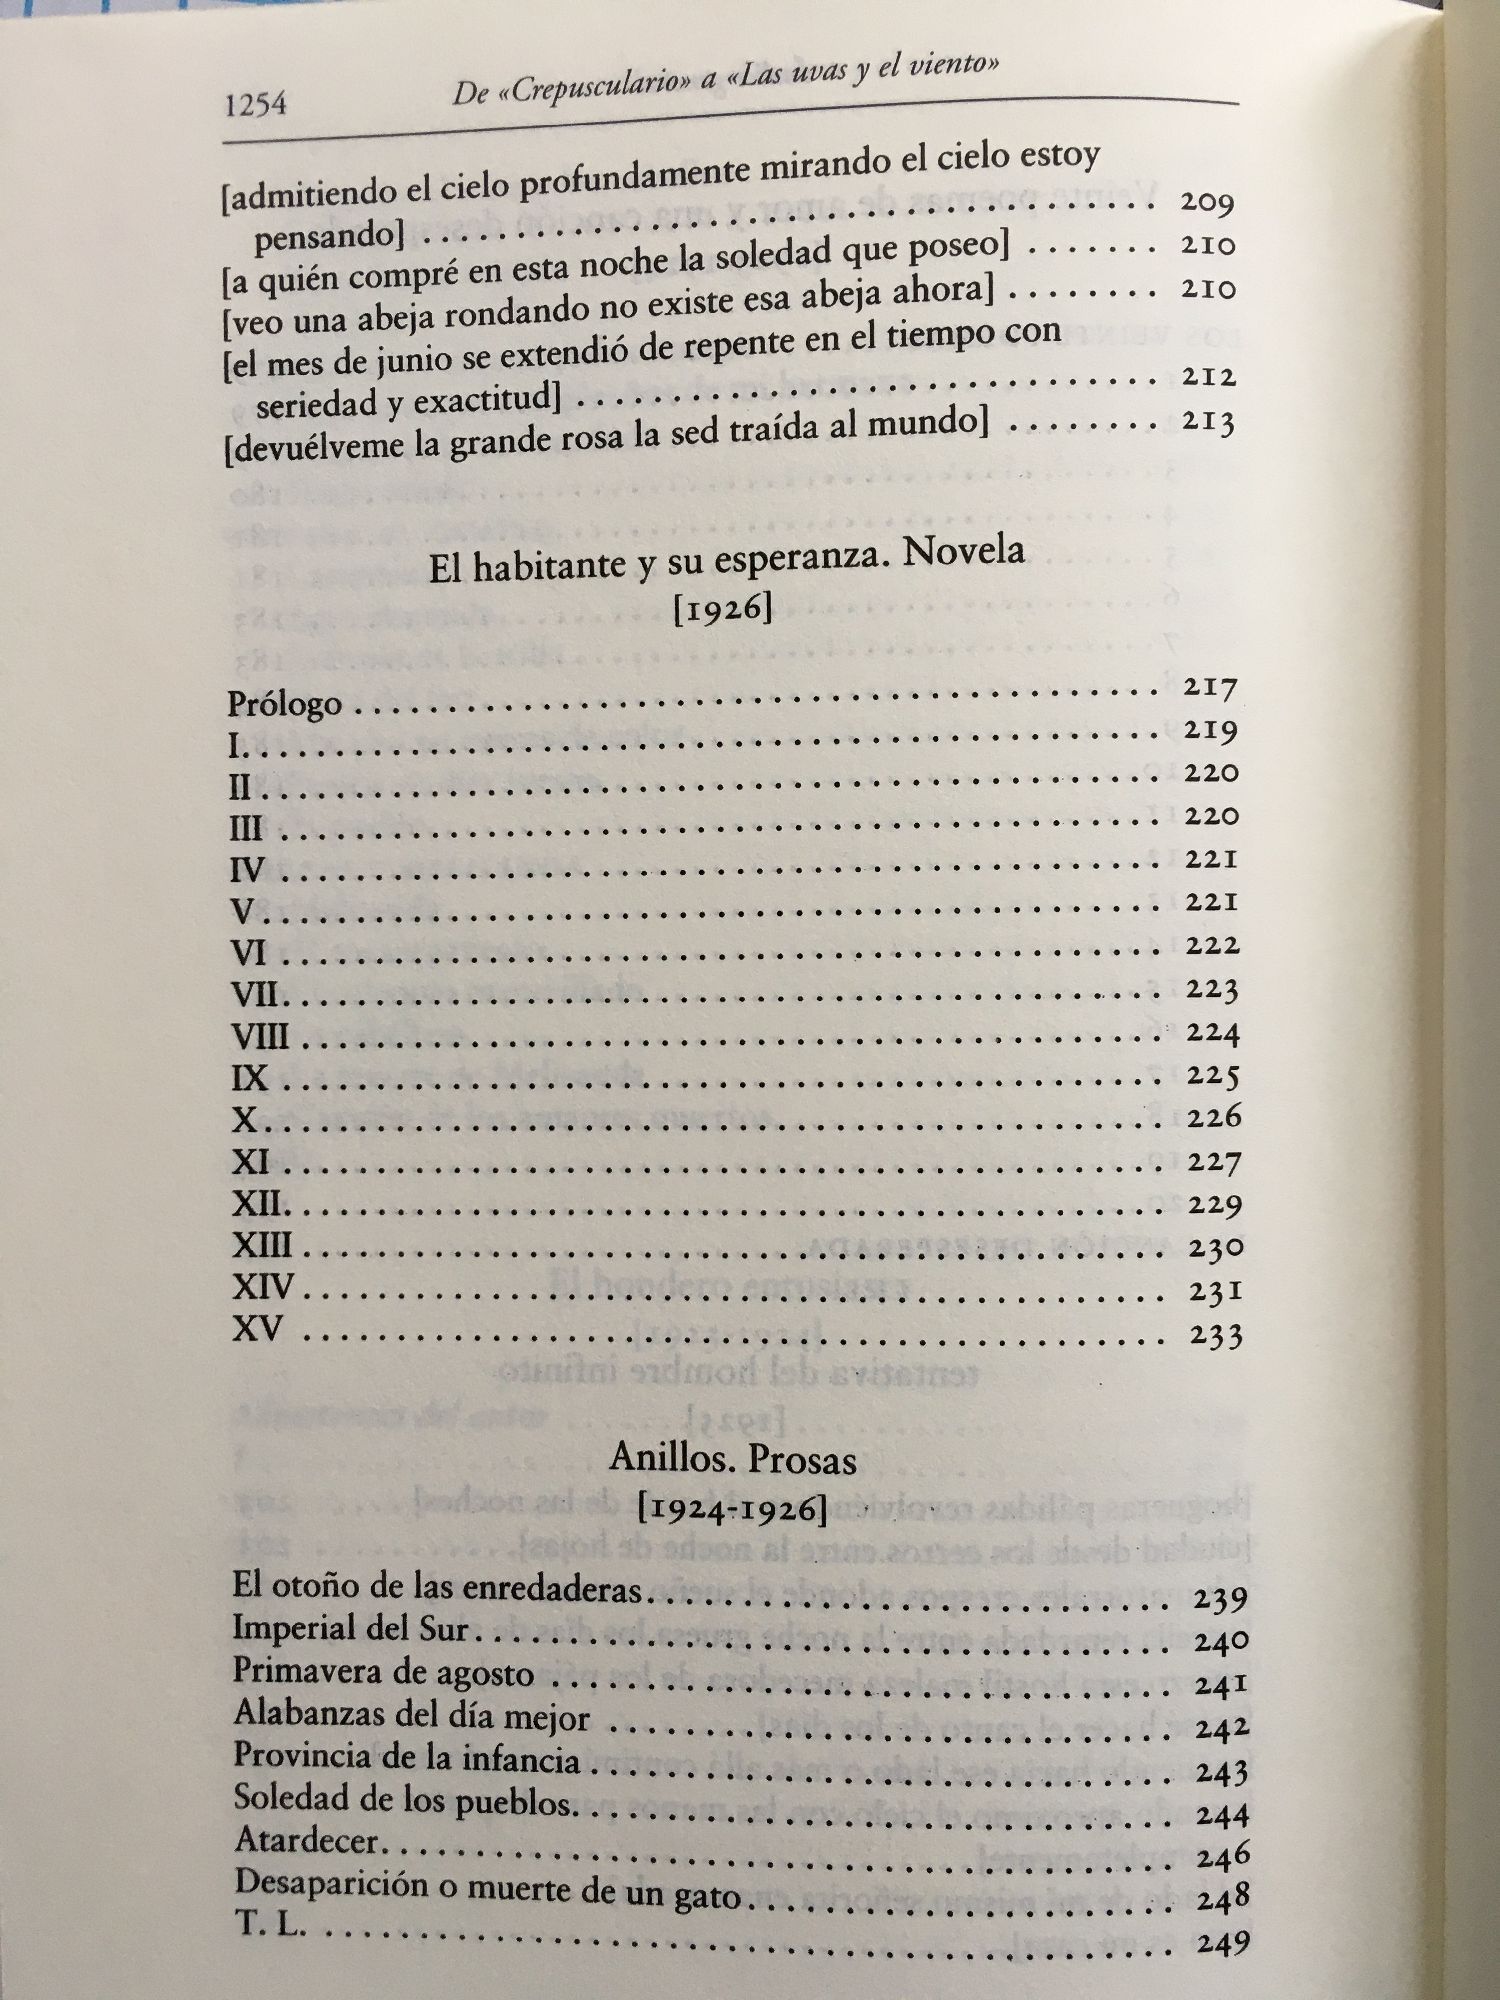 1254 De «Crepusculario» a «Las uvas y el viento»
[admitiendo el cielo profundamente mirando el cielo estoy
pensando] . . . . . . . . . . . . . . . . . . . . 209
[a quién compré en esta noche la soledad que poseo] . . . . . . . 210
[veo una abeja rondando no existe esa abeja ahora] . . . . . . . . 210
[el mes de junio se extendió de repente en el tiempo con
seriedad y exactitud] . . . . . . . . . . . . . . . . . . . . 212
[devuélveme la grande rosa la sed traída al mundo] . . . . . . . . 213
El habitante y su esperanza. Novela
[1926]
Prólogo . . . . . . . . . . . . . . . . . . . . 217
I. . . . . . . . . . . . . . . . . . . . 219
II . . . . . . . . . . . . . . . . . . . . 220
III . . . . . . . . . . . . . . . . . . . . 220
IV . . . . . . . . . . . . . . . . . . . . 221
V . . . . . . . . . . . . . . . . . . . . 221
VI . . . . . . . . . . . . . . . . . . . . 222
VII. . . . . . . . . . . . . . . . . . . . 223
VIII . . . . . . . . . . . . . . . . . . . . 224
IX . . . . . . . . . . . . . . . . . . . . 225
X. . . . . . . . . . . . . . . . . . . . 226
XI . . . . . . . . . . . . . . . . . . . . 227
XII. . . . . . . . . . . . . . . . . . . . 229
XIII . . . . . . . . . . . . . . . . . . . . 230
XIV . . . . . . . . . . . . . . . . . . . . 231
XV . . . . . . . . . . . . . . . . . . . . 233
Anillos. Prosas
[1924-1926]
El otoño de las enredaderas. . . . . . . . . . . . . . . . . . . . 239
Imperial del Sur. . . . . . . . . . . . . . . . . . . . 240
Primavera de agosto . . . . . . . . . . . . . . . . . . . . 241
Alabanzas del día mejor . . . . . . . . . . . . . . . . . . . . 242
Provincia de la infancia . . . . . . . . . . . . . . . . . . . . 243
Soledad de los pueblos. . . . . . . . . . . . . . . . . . . . 244
Atardecer. . . . . . . . . . . . . . . . . . . . 246
Desaparición o muerte de un gato . . . . . . . . . . . . . . . . . . . . 248
T. L. . . . . . . . . . . . . . . . . . . . . 249